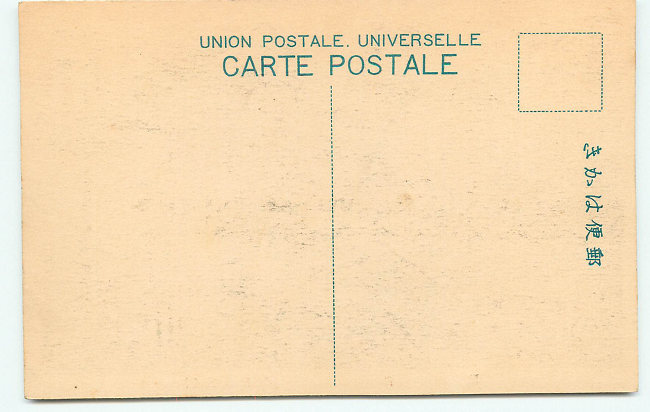 UNION POSTALE. UNIVERSELLE
CARTE POSTALE
きかは便郵